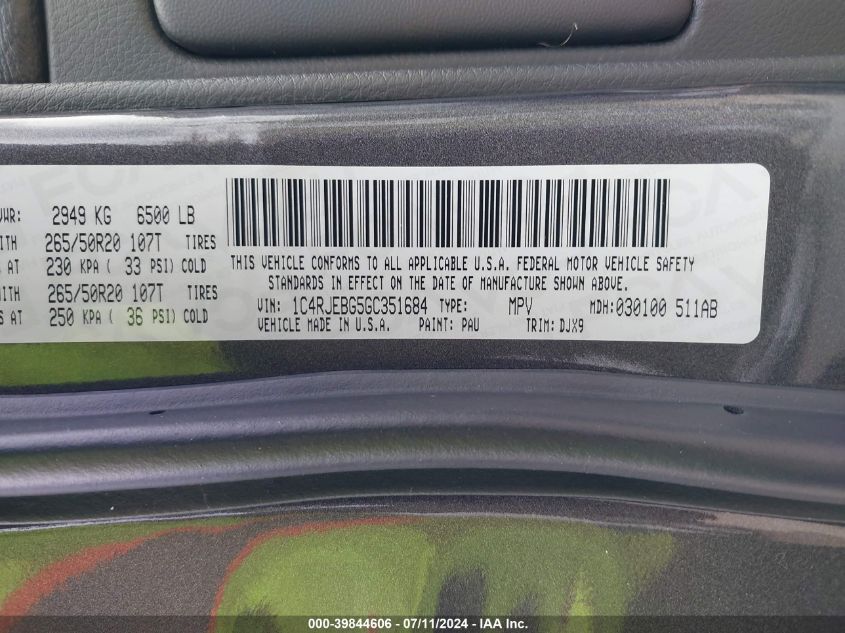 VWR: 2949 KG 6500 LB
ITH 265/50R20 107T TIRES
AT 230 KPA ( 33 PSI) COLD
ITH 265/50R20 107T TIRES
S AT 250 KPA ( 36 PSI) COLD
THIS VEHICLE CONFORMS TO ALL APPLICABLE U.S.A. FEDERAL MOTOR VEHICLE SAFETY
STANDARDS IN EFFECT ON THE DATE OF MANUFACTURE SHOWN ABOVE.
VIN: 1C4RJEBG5GC351684 TYPE: MPV MDH:030100 511AB
VEHICLE MADE IN U.S.A. PAINT: PAU TRIM: DJX9
000-39844606 - 07/11/2024 - IAA Inc.